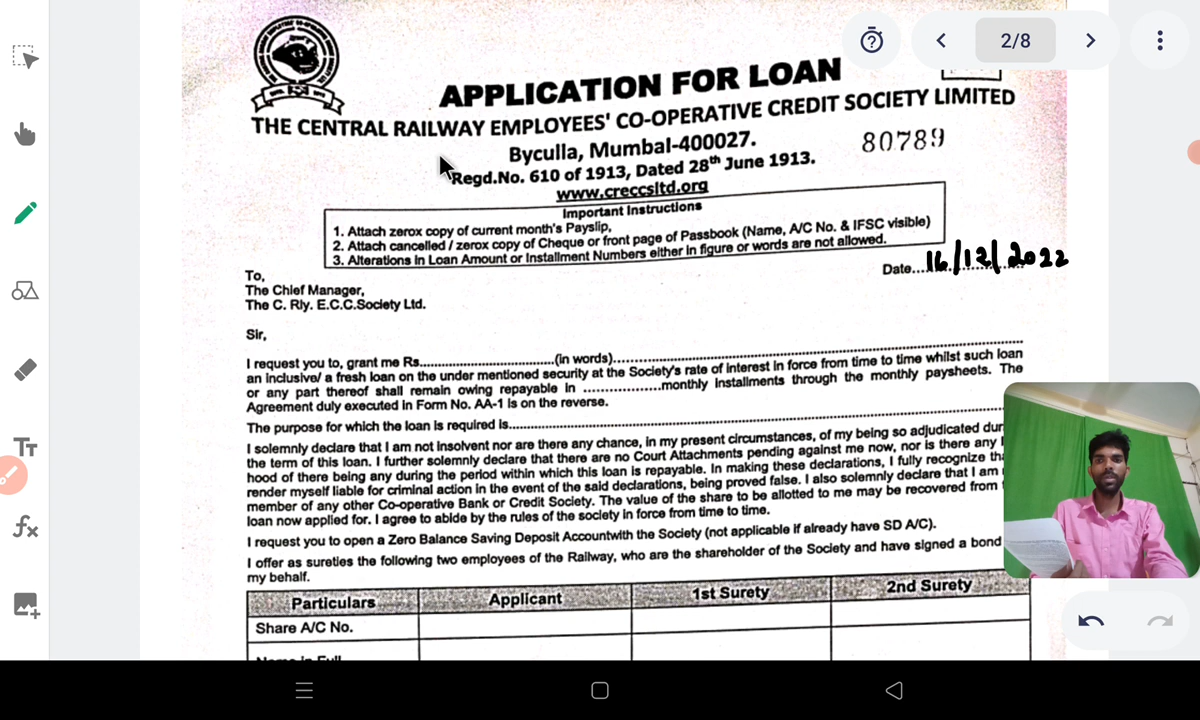 2/8
APPLICATION FOR LOAN
THE CENTRAL RAILWAY EMPLOYEES' CO-OPERATIVE CREDIT SOCIETY LIMITED
Byculla, Mumbai-400027.
80789
Regd.No. 610 of 1913, Dated 28th June 1913.
www.creccsltd.org
Important Instructions
1. Attach zerox copy of current month's Payslip,
2. Attach cancelled / zerox copy of Cheque or front page of Passbook (Name, A/C No. & IFSC visible)
3. Alterations in Loan Amount or Installment Numbers either in figure or words are not allowed.
Date....16/12/2022
To,
The Chief Manager,
The C. Rly. E.C.C.Society Ltd.
Sir,
I request you to, grant me Rs..................................(in words)....................................................................
an inclusive/ a fresh loan on the under mentioned security at the Society's rate of interest in force from time to time whilst such loan
or any part thereof shall remain owing repayable in ...................monthly installments through the monthly paysheets. The
Agreement duly executed in Form No. AA-1 is on the reverse.
The purpose for which the loan is required is....................................................................................
I solemnly declare that I am not insolvent nor are there any chance, in my present circumstances, of my being so adjudicated dur
the term of this loan. I further solemnly declare that there are no Court Attachments pending against me now, nor is there any l
hood of there being any during the period within which this loan is repayable. In making these declarations, I fully recognize th
render myself liable for criminal action in the event of the said declarations, being proved false. I also solemnly declare that I am
member of any other Co-operative Bank or Credit Society. The value of the share to be allotted to me may be recovered from
loan now applied for. I agree to abide by the rules of the society in force from time to time.
I request you to open a Zero Balance Saving Deposit Accountwith the Society (not applicable if already have SD A/C).
I offer as sureties the following two employees of the Railway, who are the shareholder of the Society and have signed a bond
my behalf.
Particulars Applicant 1st Surety 2nd Surety
Share A/C No.
Name in Full
Tт
fx